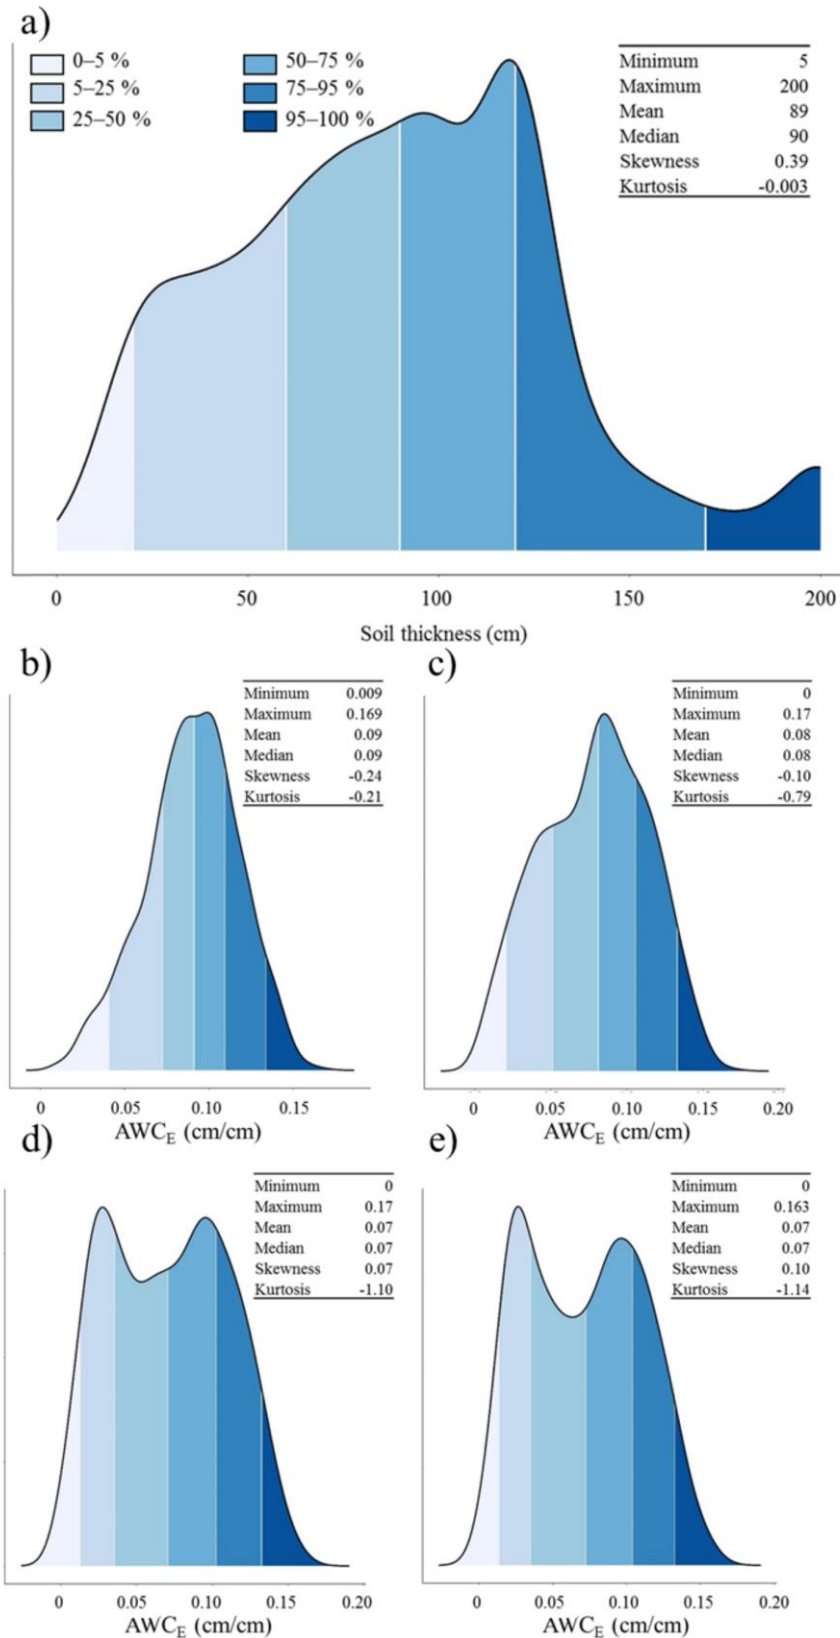 a)
0–5 % 50–75 %
5–25 % 75–95 %
25–50 % 95–100 %
Minimum 5
Maximum 200
Mean 89
Median 90
Skewness 0.39
Kurtosis -0.003
0 50 100 150 200
Soil thickness (cm)
b)
Minimum 0.009
Maximum 0.169
Mean 0.09
Median 0.09
Skewness -0.24
Kurtosis -0.21
0 0.05 0.10 0.15
AWC_E (cm/cm)
c)
Minimum 0
Maximum 0.17
Mean 0.08
Median 0.08
Skewness -0.10
Kurtosis -0.79
0 0.05 0.10 0.15 0.20
AWC_E (cm/cm)
d)
Minimum 0
Maximum 0.17
Mean 0.07
Median 0.07
Skewness 0.07
Kurtosis -1.10
0 0.05 0.10 0.15 0.20
AWC_E (cm/cm)
e)
Minimum 0
Maximum 0.163
Mean 0.07
Median 0.07
Skewness 0.10
Kurtosis -1.14
0 0.05 0.10 0.15 0.20
AWC_E (cm/cm)